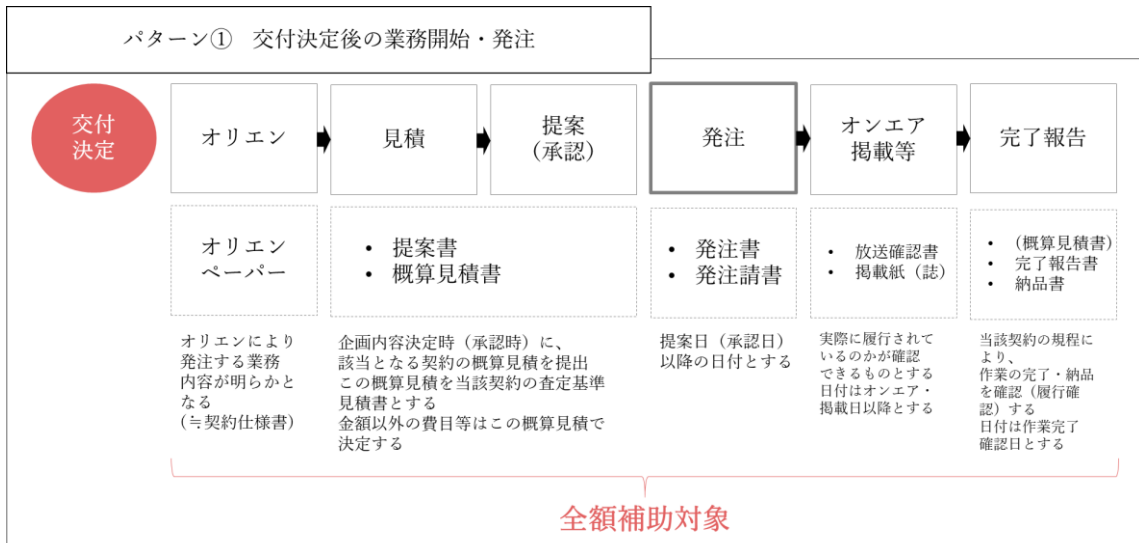 パターン①　交付決定後の業務開始・発注
交付
決定
オリエン
見積
提案
(承認)
発注
オンエア
掲載等
完了報告
オリエン
ペーパー
• 提案書
• 概算見積書
• 発注書
• 発注請書
• 放送確認書
• 掲載紙（誌）
• (概算見積書)
• 完了報告書
• 納品書
オリエンにより
発注する業務
内容が明らかと
なる
(≒契約仕様書)
企画内容決定時（承認時）に、
該当となる契約の概算見積を提出
この概算見積を当該契約の査定基準
見積書とする
金額以外の費目等はこの概算見積で
決定する
提案日（承認日）
以降の日付とする
実際に履行されて
いるのかが確認
できるものとする
日付はオンエア・
掲載日以降とする
当該契約の規程
により、
作業の完了・納品
を確認（履行確
認）する
日付は作業完了
確認日とする
全額補助対象